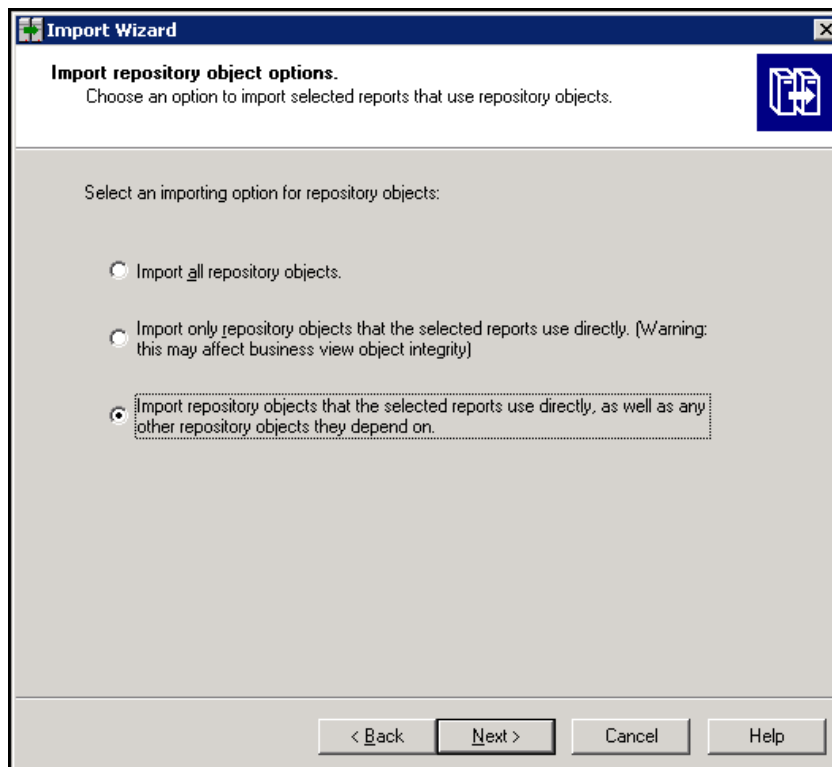 Import Wizard
Import repository object options.
Choose an option to import selected reports that use repository objects.
Select an importing option for repository objects:
Import all repository objects.
Import only repository objects that the selected reports use directly. (Warning:
this may affect business view object integrity)
Import repository objects that the selected reports use directly, as well as any
other repository objects they depend on.
< Back
Next >
Cancel
Help